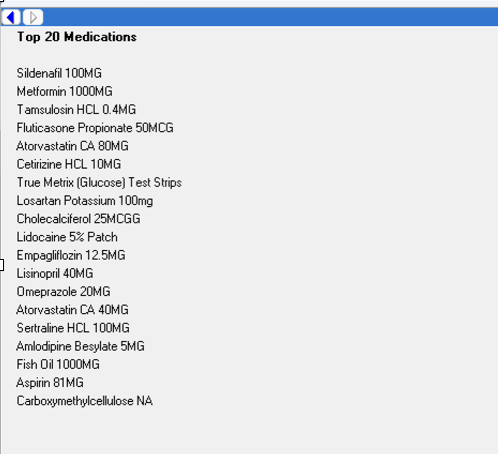 Top 20 Medications
Sildenafil 100MG
Metformin 1000MG
Tamsulosin HCL 0.4MG
Fluticasone Propionate 50MCG
Atorvastatin CA 80MG
Cetirizine HCL 10MG
True Metrix (Glucose) Test Strips
Losartan Potassium 100mg
Cholecalciferol 25MCGG
Lidocaine 5% Patch
Empagliflozin 12.5MG
Lisinopril 40MG
Omeprazole 20MG
Atorvastatin CA 40MG
Sertraline HCL 100MG
Amlodipine Besylate 5MG
Fish Oil 1000MG
Aspirin 81MG
Carboxymethylcellulose NA